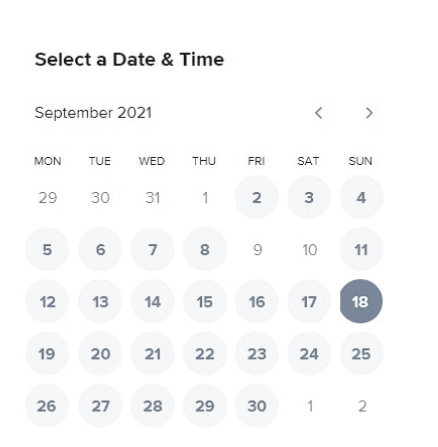 Select a Date & Time
September 2021
MON TUE WED THU FRI SAT SUN
29 30 31 1 2 3 4
5 6 7 8 9 10 11
12 13 14 15 16 17 18
19 20 21 22 23 24 25
26 27 28 29 30 1 2